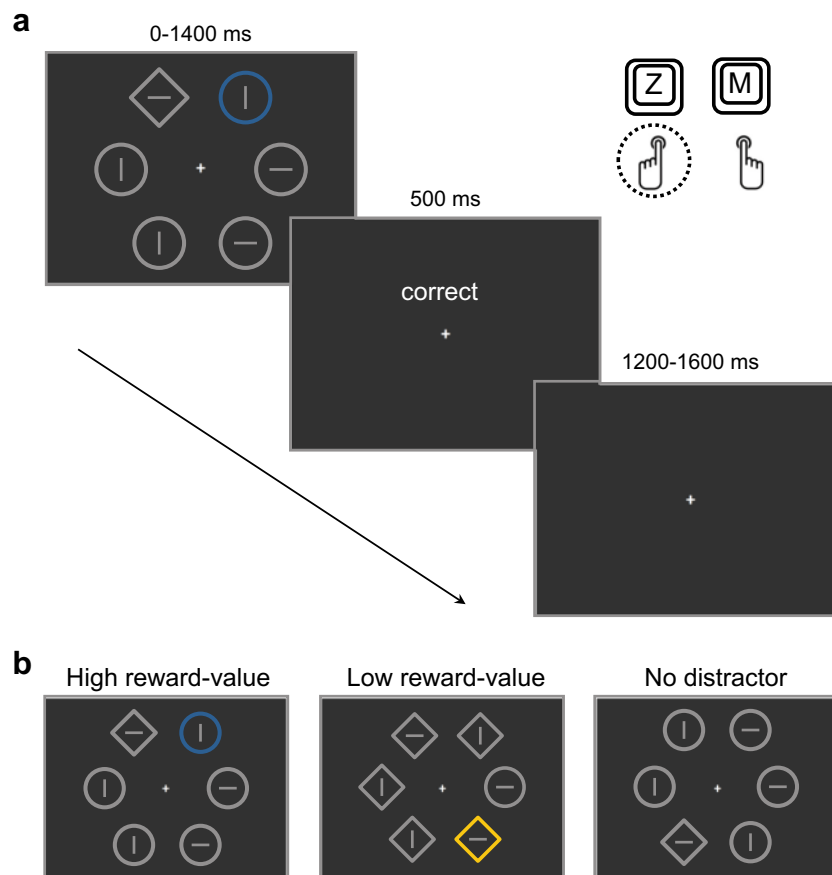 a
0-1400 ms
Z M
500 ms
correct
1200-1600 ms
b
High reward-value Low reward-value No distractor